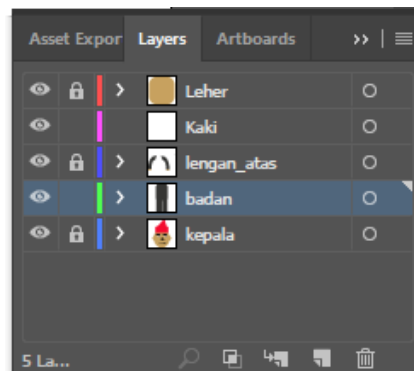 Asset Expor Layers Artboards
Leher
Kaki
lengan_atas
badan
kepala
5 La...